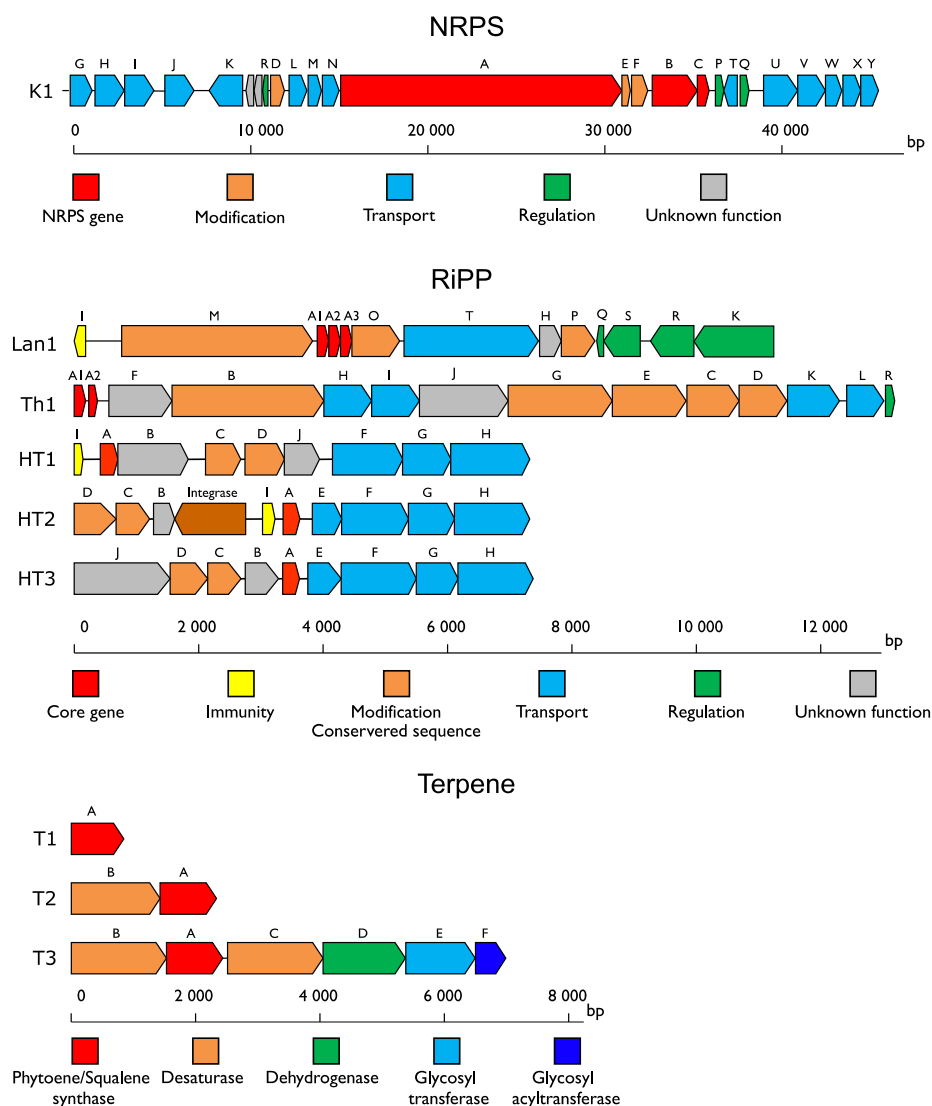 NRPS
G H I J K R D L M N A E F B C P T Q U V W X Y
K1
0 10 000 20 000 30 000 40 000
bp
NRPS gene Modification Transport Regulation Unknown function
RiPP
I M A1 A2 A3 O T H P Q S R K
Lan1
A1 A2 F B H I J G E C D K L R
Th1
I A B C D J F G H
HT1
D C B Integrase I A E F G H
HT2
J D C B A E F G H
HT3
0 2 000 4 000 6 000 8 000 10 000 12 000
bp
Core gene Immunity Modification Transport Regulation Unknown function
Conservered sequence
Terpene
A
T1
B A
T2
B A C D E F
T3
0 2 000 4 000 6 000 8 000
bp
Phytoene/Squalene Desaturase Dehydrogenase Glycosyl Glycosyl
synthase transferase acyltransferase